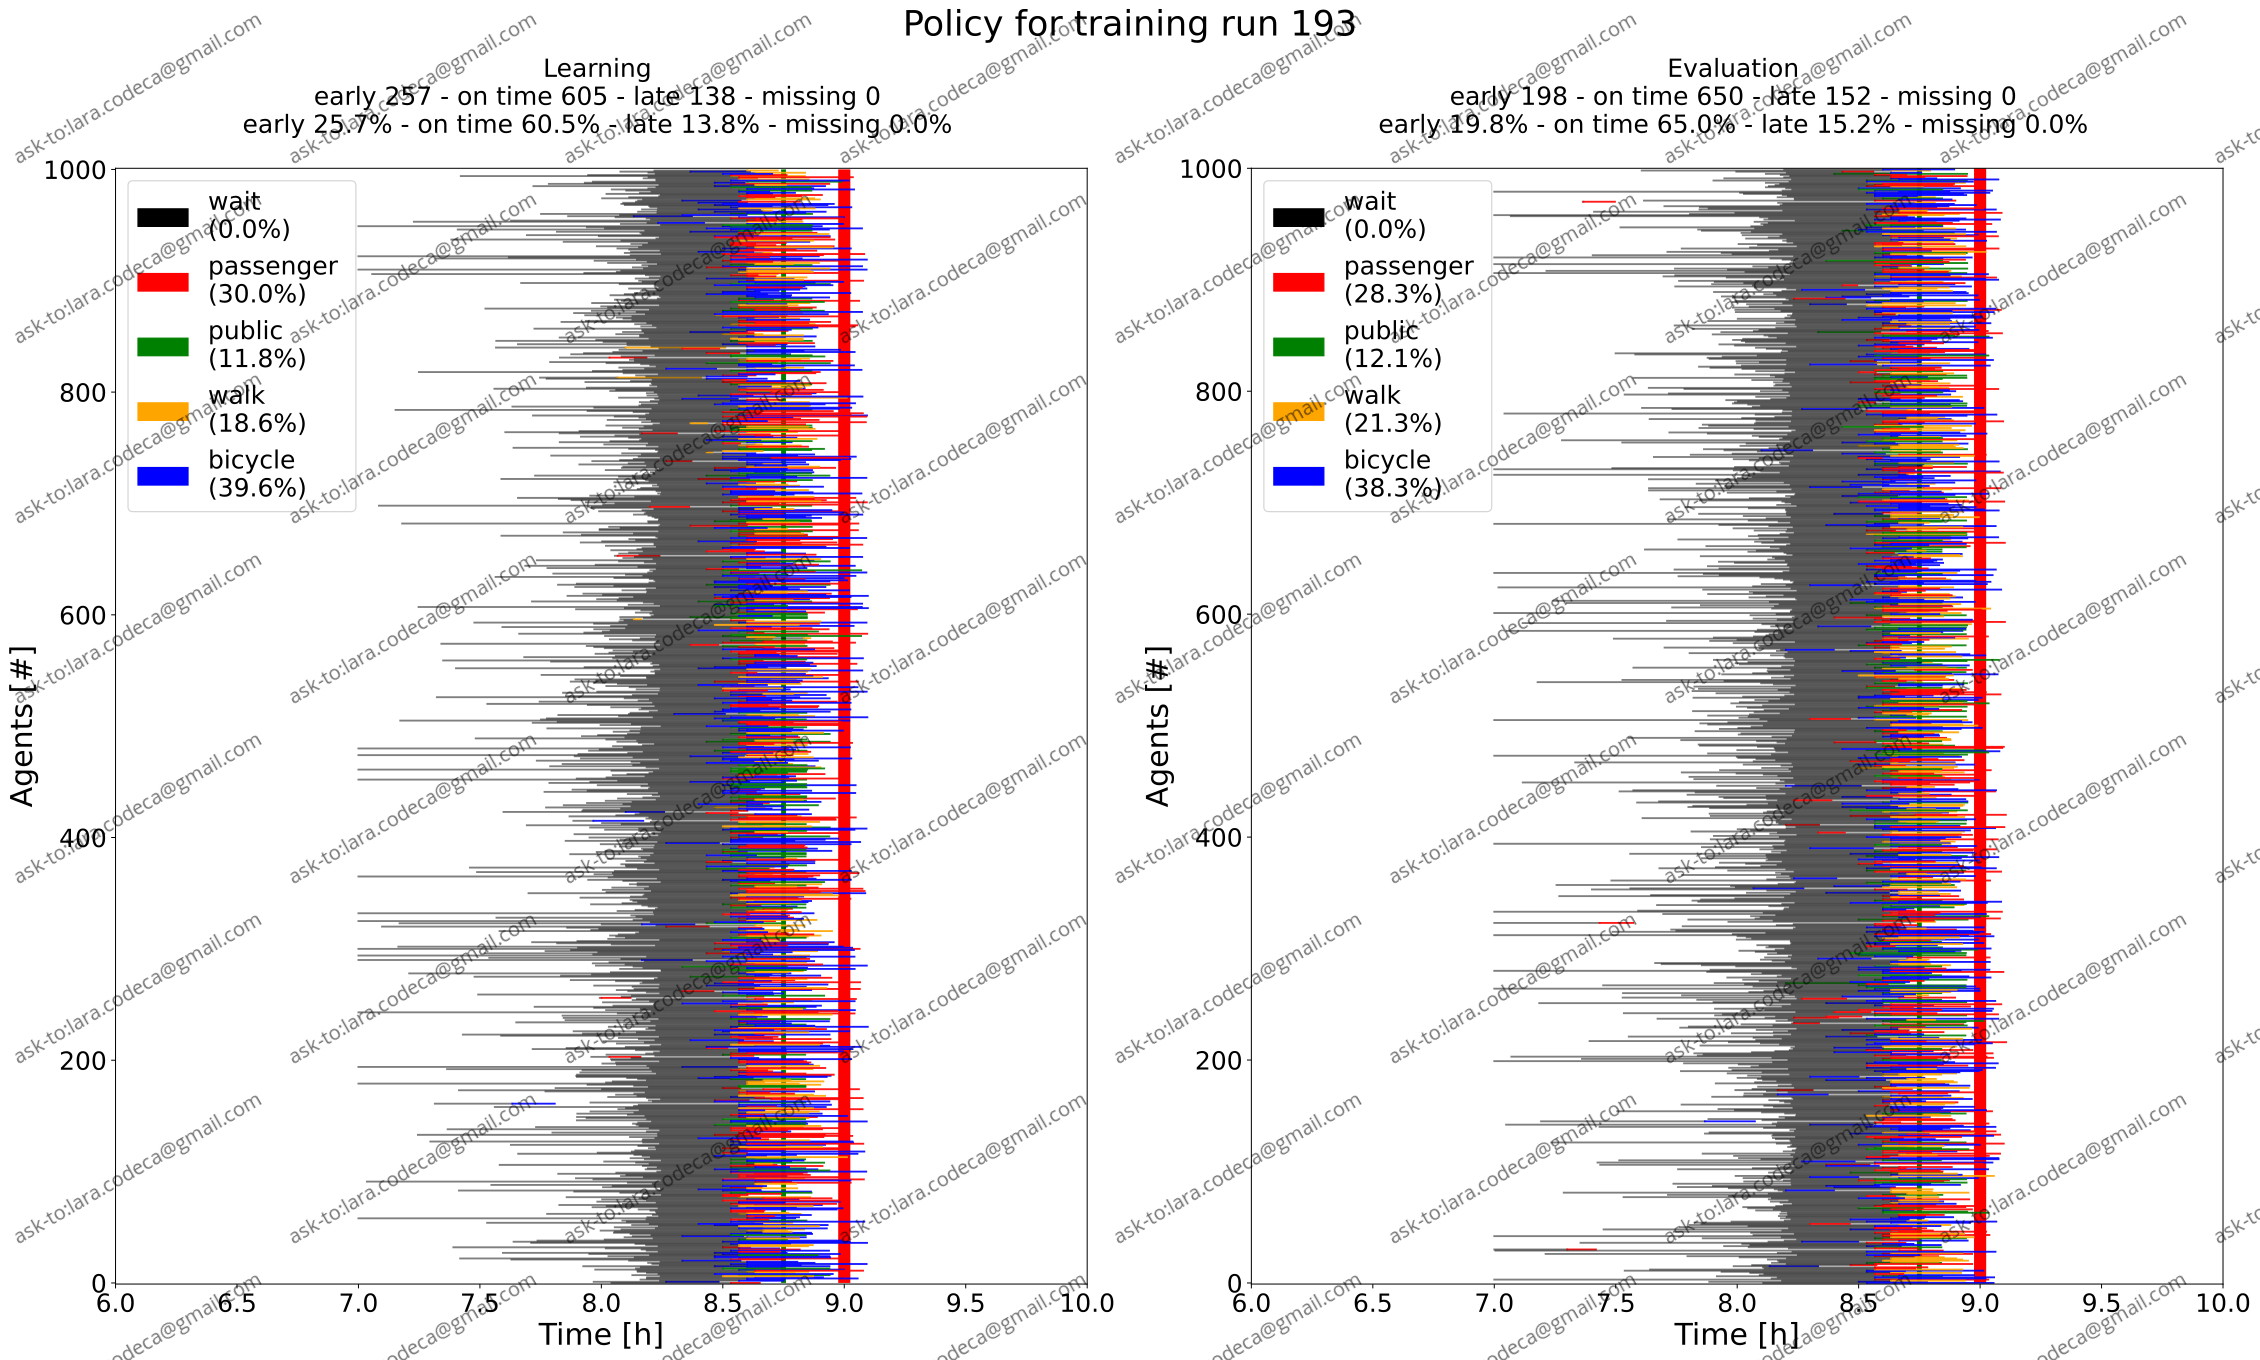 Policy for training run 193
Learning
early 257 - on time 605 - late 138 - missing 0
early 25.7% - on time 60.5% - late 13.8% - missing 0.0%
1000
800
600
400
200
0
Agents [#]
wait
(0.0%)
passenger
(30.0%)
public
(11.8%)
walk
(18.6%)
bicycle
(39.6%)
6.0 6.5 7.0 7.5 8.0 8.5 9.0 9.5 10.0
Time [h]
Evaluation
early 198 - on time 650 - late 152 - missing 0
early 19.8% - on time 65.0% - late 15.2% - missing 0.0%
1000
800
600
400
200
0
Agents [#]
wait
(0.0%)
passenger
(28.3%)
public
(12.1%)
walk
(21.3%)
bicycle
(38.3%)
6.0 6.5 7.0 7.5 8.0 8.5 9.0 9.5 10.0
Time [h]
ask-to:lara.codeca@gmail.com